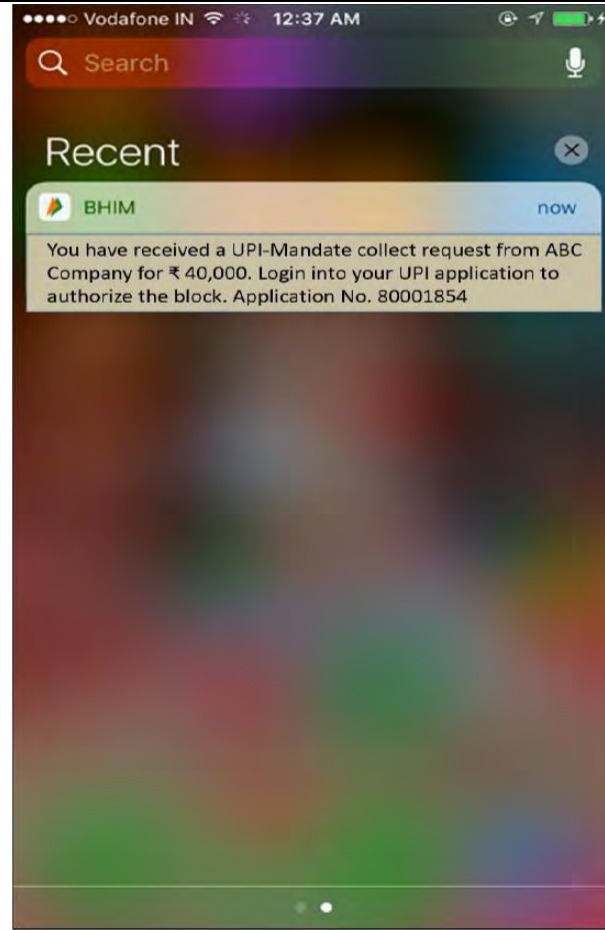 Vodafone IN 12:37 AM
Search
Recent
BHIM now
You have received a UPI-Mandate collect request from ABC
Company for ₹ 40,000. Login into your UPI application to
authorize the block. Application No. 80001854